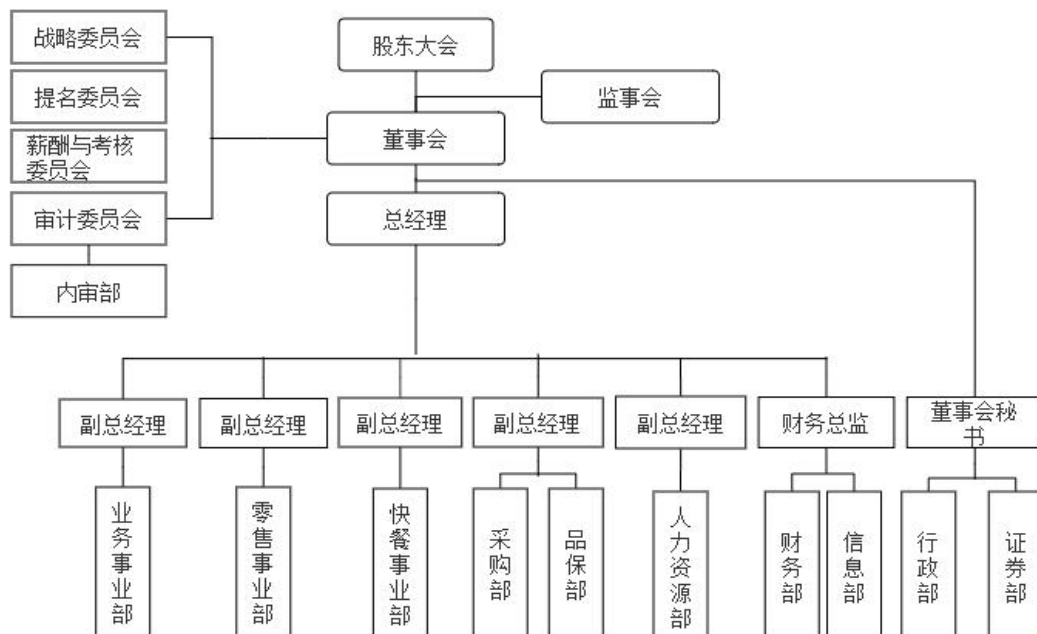 战略委员会
股东大会
提名委员会
监事会
薪酬与考核
委员会
董事会
审计委员会
总经理
内审部
副总经理
副总经理
副总经理
副总经理
副总经理
财务总监
董事会秘
书
业务事业部
零售事业部
快餐事业部
采购部
品保部
人力资源部
财务部
信息部
行政部
证券部